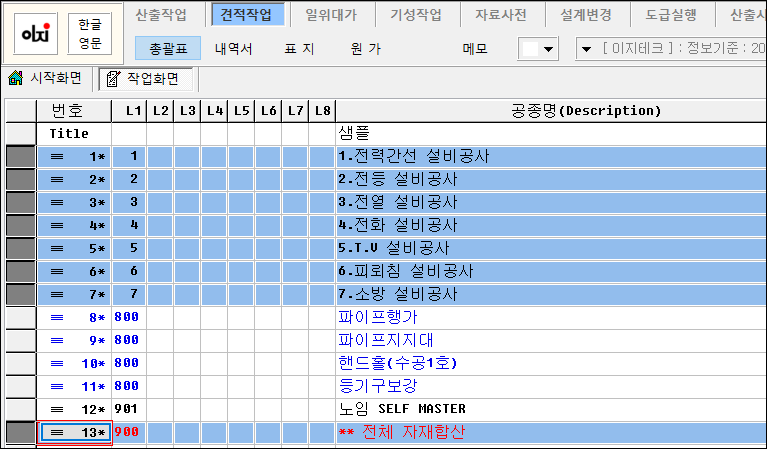 이지 한글 영문
산출작업 견적작업 일위대가 기성작업 자료사전 설계변경 도급실행 산출시
총괄표 내역서 표 지 원 가 메모 [ 이지테크 ] : 정보기준 : 20
시작화면 작업화면
번호 L1 L2 L3 L4 L5 L6 L7 L8 공종명(Description)
Title 샘플
1* 1 1.전력간선 설비공사
2* 2 2.전등 설비공사
3* 3 3.전열 설비공사
4* 4 4.전화 설비공사
5* 5 5.T.V 설비공사
6* 6 6.피뢰침 설비공사
7* 7 7.소방 설비공사
8* 800 파이프행가
9* 800 파이프지지대
10* 800 핸드홀(수공1호)
11* 800 등기구보강
12* 901 노임 SELF MASTER
13* 900 ** 전체 자재합산